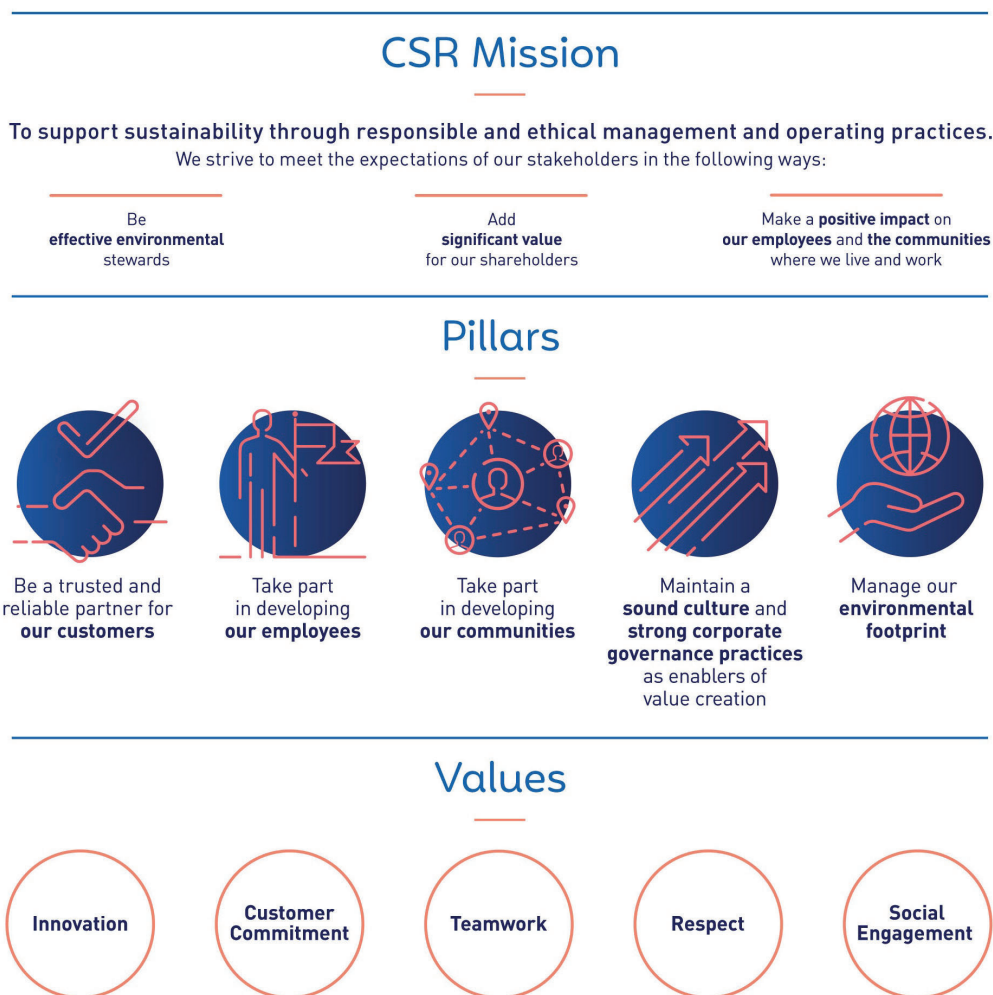 CSR Mission
To support sustainability through responsible and ethical management and operating practices.
We strive to meet the expectations of our stakeholders in the following ways:
Be
effective environmental
stewards
Add
significant value
for our shareholders
Make a positive impact on
our employees and the communities
where we live and work
Pillars
Be a trusted and
reliable partner for
our customers
Take part
in developing
our employees
Take part
in developing
our communities
Maintain a
sound culture and
strong corporate
governance practices
as enablers of
value creation
Manage our
environmental
footprint
Values
Innovation
Customer
Commitment
Teamwork
Respect
Social
Engagement